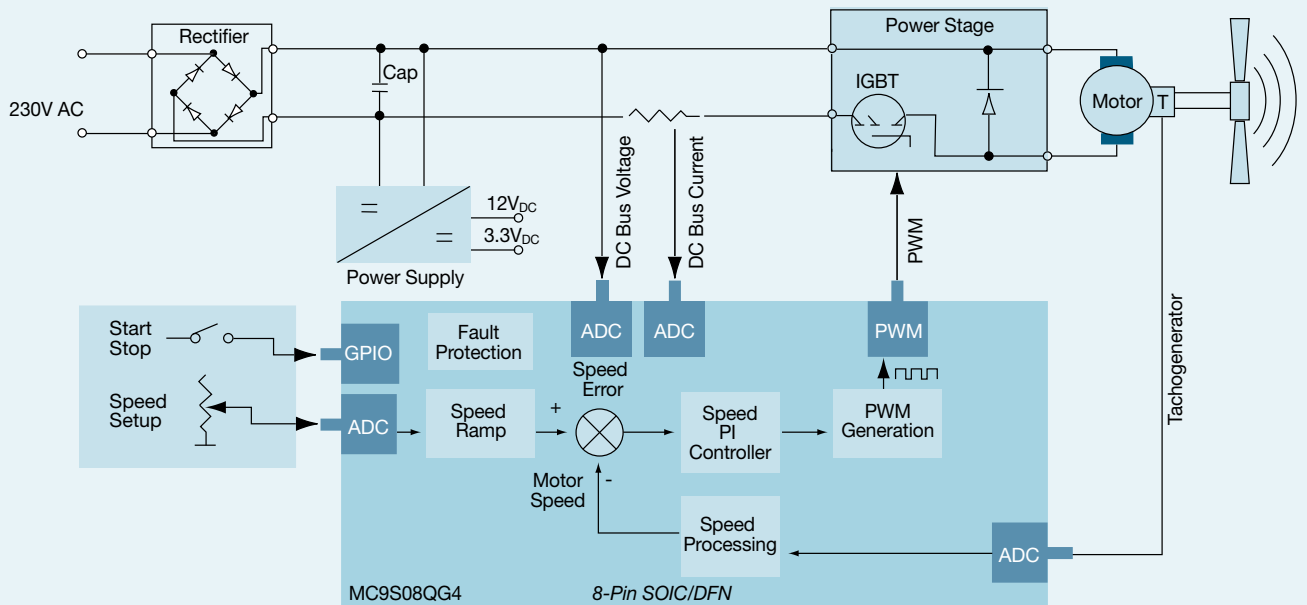 Rectifier
230V AC
Cap
Power Stage
IGBT
Motor
T
12VDC
3.3VDC
Power Supply
DC Bus Voltage
DC Bus Current
PWM
Tachogenerator
Start
Stop
Speed
Setup
GPIO
ADC
Fault
Protection
ADC
ADC
PWM
Speed
Error
Speed
Ramp
+
Speed
PI
Controller
PWM
Generation
Motor
Speed
-
Speed
Processing
ADC
MC9S08QG4
8-Pin SOIC/DFN